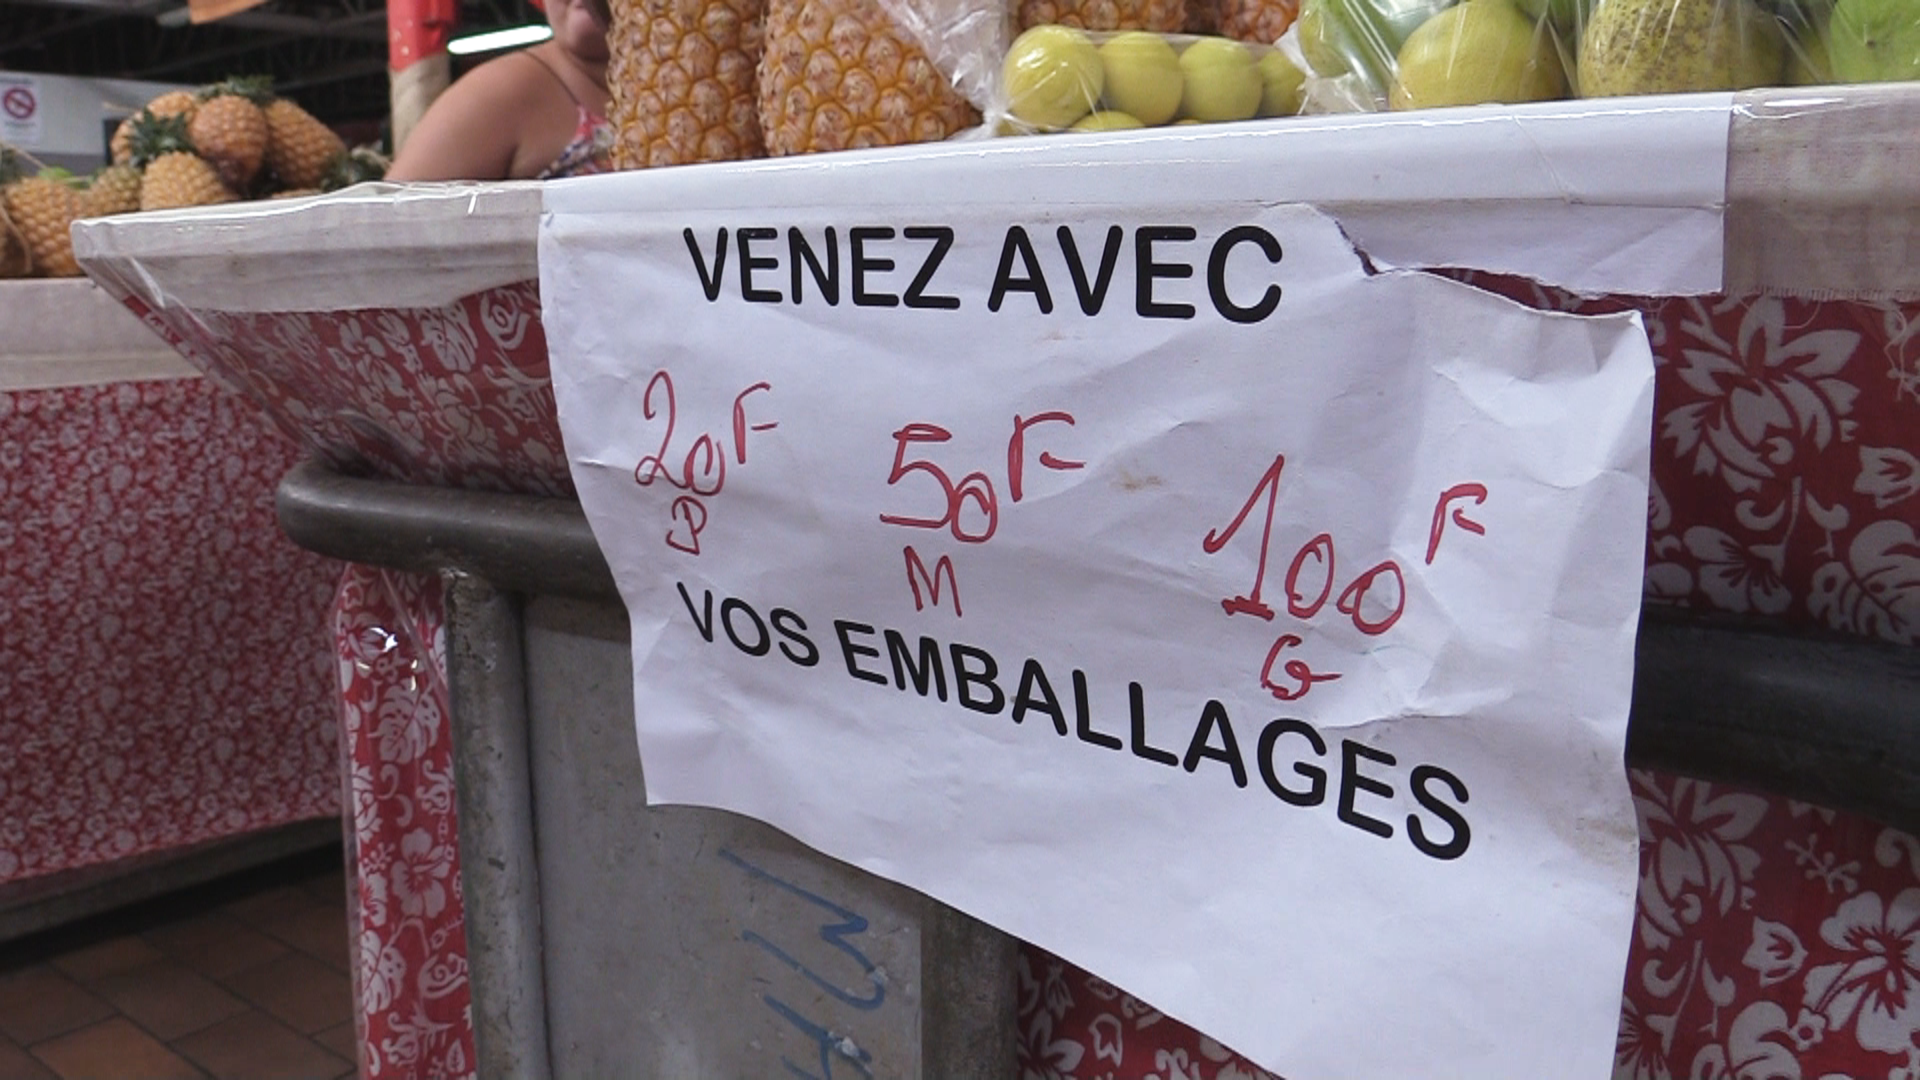 VENEZ AVEC
20F 50F 100F
P M G
VOS EMBALLAGES